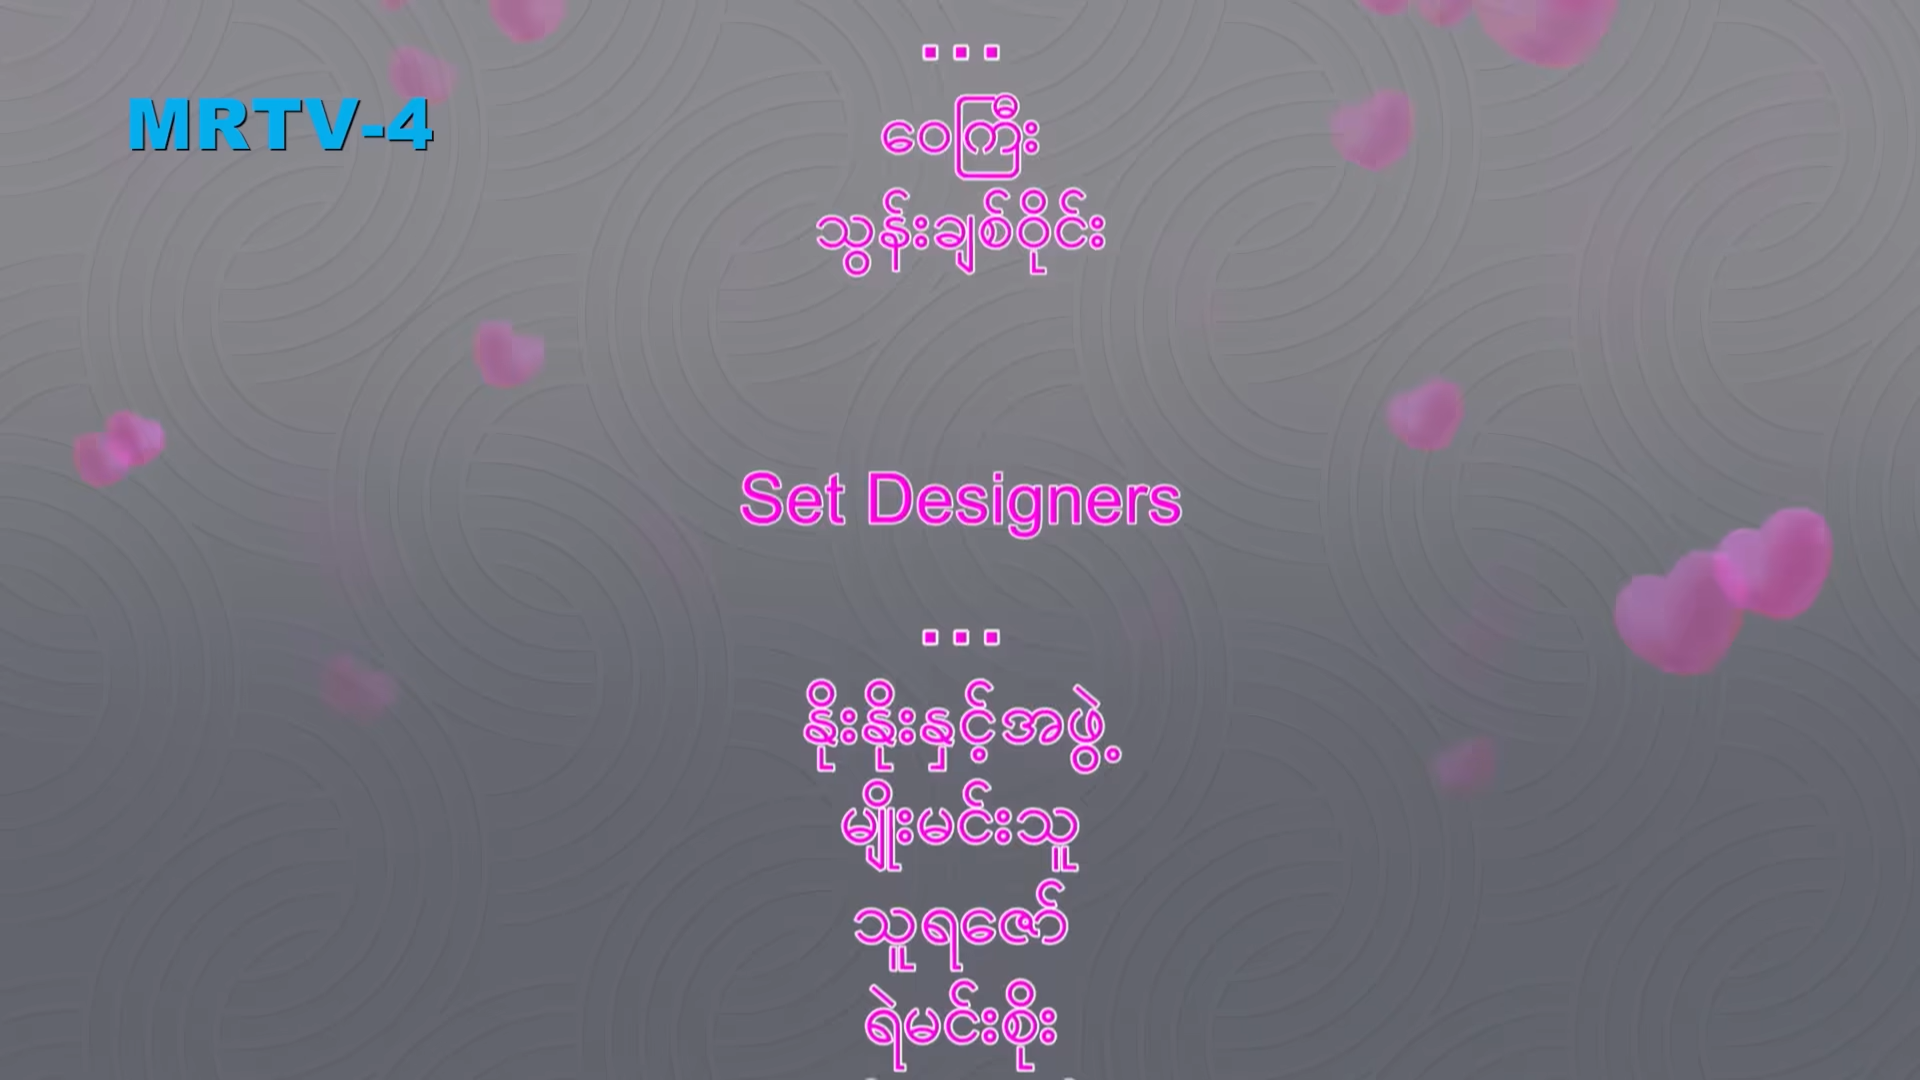 ...
MRTV-4
ဝေကြီး
သွန်းချစ်ဝိုင်း
Set Designers
...
နိုးနိုးနှင့်အဖွဲ့
မျိုးမင်းသူ
သူရဇော်
ရဲမင်းစိုး